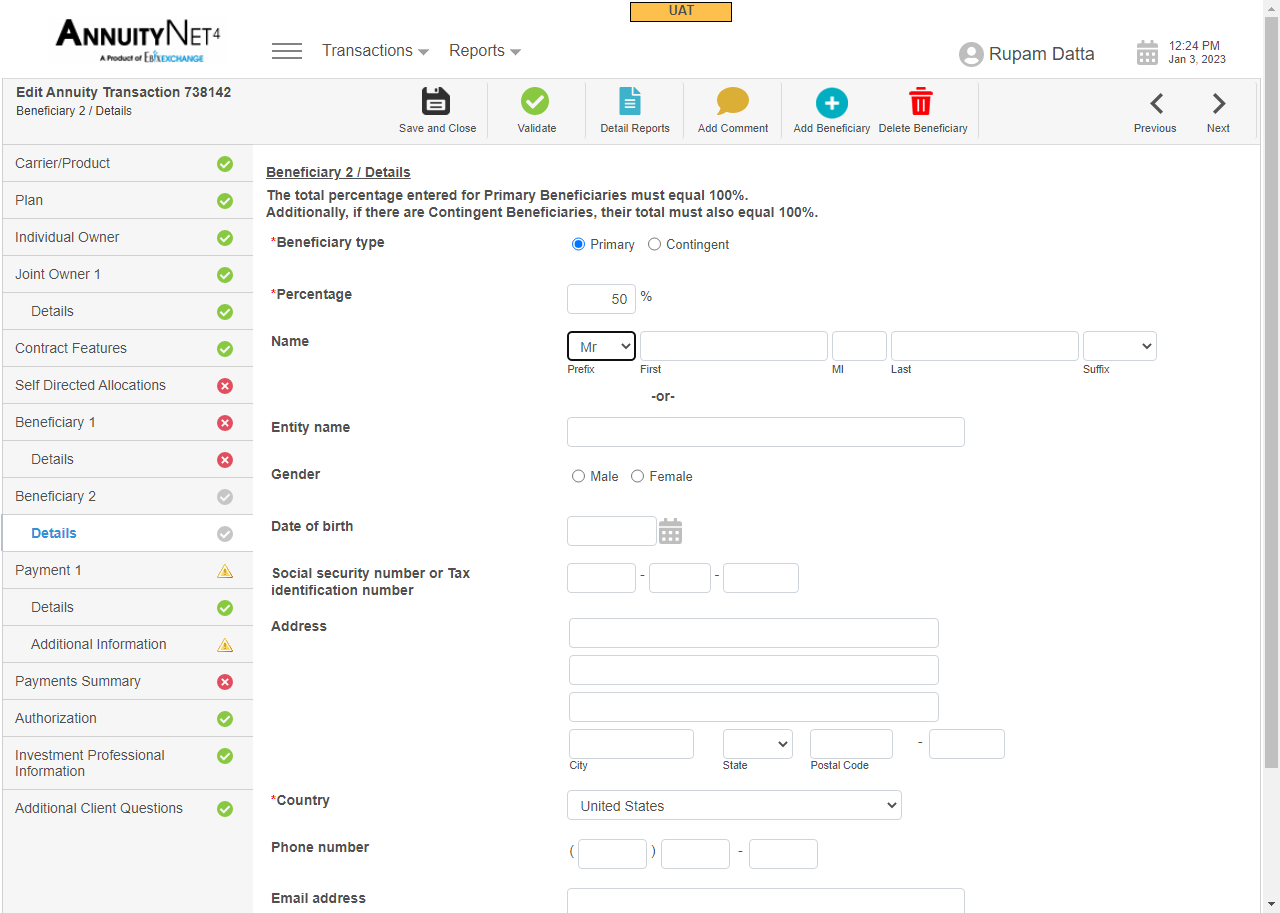 UAT
ANNUITYNET4
A Product of EBIXEXCHANGE
Transactions
Reports
Rupam Datta
12:24 PM
Jan 3, 2023
Edit Annuity Transaction 738142
Beneficiary 2 / Details
Save and Close
Validate
Detail Reports
Add Comment
Add Beneficiary
Delete Beneficiary
Previous
Next
Carrier/Product
Plan
Individual Owner
Joint Owner 1
Details
Contract Features
Self Directed Allocations
Beneficiary 1
Details
Beneficiary 2
Details
Payment 1
Details
Additional Information
Payments Summary
Authorization
Investment Professional
Information
Additional Client Questions
Beneficiary 2 / Details
The total percentage entered for Primary Beneficiaries must equal 100%.
Additionally, if there are Contingent Beneficiaries, their total must also equal 100%.
*Beneficiary type
Primary Contingent
*Percentage
50 %
Name
Mr
Prefix First MI Last Suffix
-or-
Entity name
Gender
Male Female
Date of birth
Social security number or Tax
identification number
- -
Address
-
City State Postal Code
*Country
United States
Phone number
( ) -
Email address